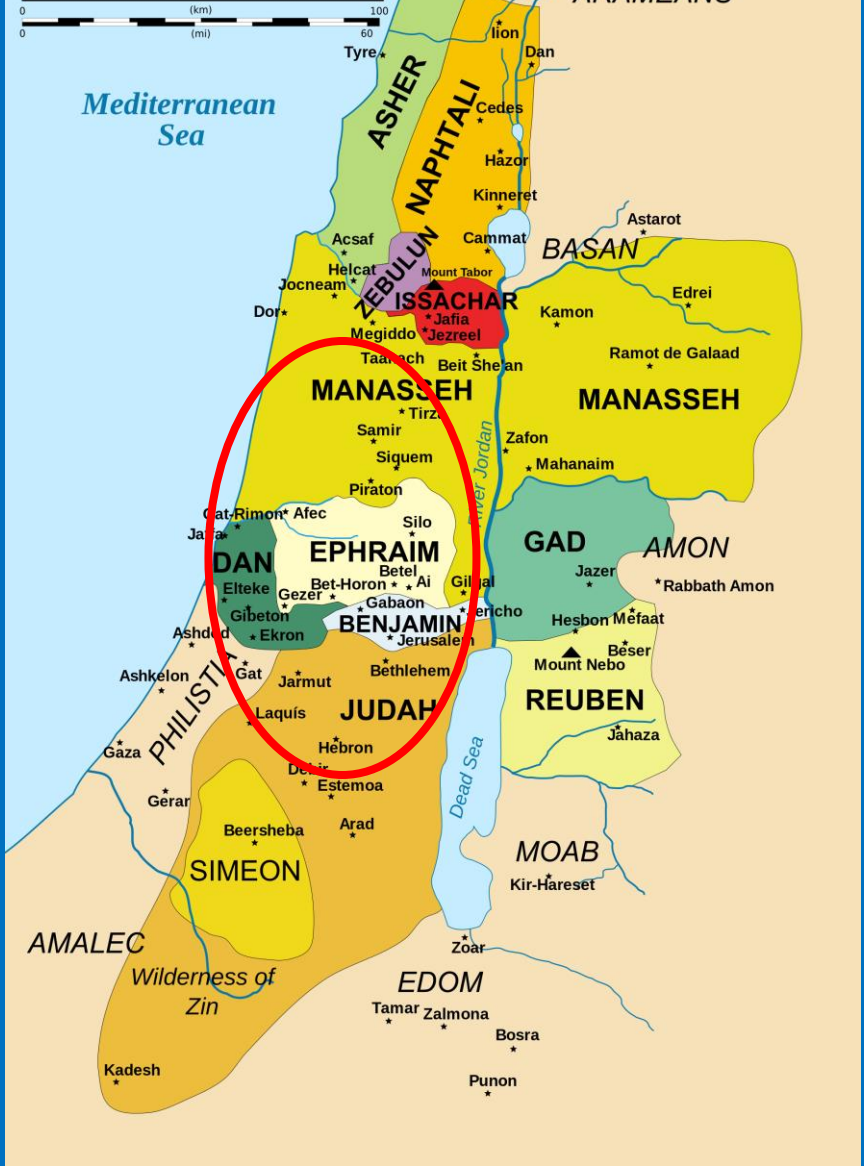 0 (km) 100
0 (mi) 60
ARAMEANS
Iion
Tyre
Dan
ASHER
NAPHTALI
Mediterranean
Sea
Cedes
Hazor
Kinneret
Astarot
Acsaf
Cammat
BASAN
Helcat
ZEBULUN
Mount Tabor
Jocneam
ISSACHAR
Edrei
Dor
Jafia
Kamon
Megiddo
Jezreel
Taanach
Beit She'an
Ramot de Galaad
MANASSEH
MANASSEH
Tirza
Samir
Zafon
Siquem
Mahanaim
River Jordan
Piraton
Gat-Rimon
Afec
Silo
Jaffa
GAD
AMON
DAN
EPHRAIM
Betel
Jazer
Elteke
Bet-Horon
Ai
Gilgal
Rabbath Amon
Gezer
Gabaon
Jericho
Gibeton
BENJAMIN
Hesbon
Mefaat
Ashdod
Ekron
Jerusalem
Beser
Mount Nebo
Ashkelon
Gat
Bethlehem
PHILISTIA
Jarmut
REUBEN
Laquís
JUDAH
Jahaza
Gaza
Hebron
Dead Sea
Debir
Estemoa
Gerar
Beersheba
Arad
MOAB
SIMEON
Kir-Hareset
AMALEC
Zoar
Wilderness of
Zin
EDOM
Tamar
Zalmona
Bosra
Kadesh
Punon